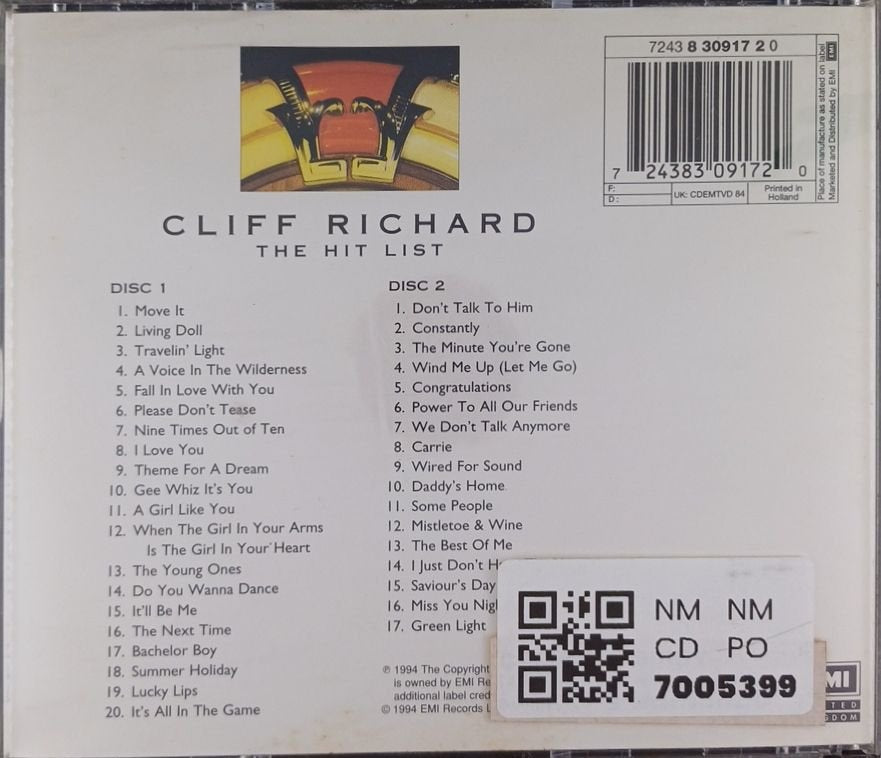 7243 8 30917 2 0
7 24383 09172 0
F:
D:
UK: CDEMTVD 84
Printed in
Holland
Place of manufacture as stated on label
Marketed and Distributed by EMI
EMI
CLIFF RICHARD
THE HIT LIST
DISC 1
1. Move It
2. Living Doll
3. Travelin' Light
4. A Voice In The Wilderness
5. Fall In Love With You
6. Please Don't Tease
7. Nine Times Out of Ten
8. I Love You
9. Theme For A Dream
10. Gee Whiz It's You
11. A Girl Like You
12. When The Girl In Your Arms
Is The Girl In Your Heart
13. The Young Ones
14. Do You Wanna Dance
15. It'll Be Me
16. The Next Time
17. Bachelor Boy
18. Summer Holiday
19. Lucky Lips
20. It's All In The Game
DISC 2
1. Don't Talk To Him
2. Constantly
3. The Minute You're Gone
4. Wind Me Up (Let Me Go)
5. Congratulations
6. Power To All Our Friends
7. We Don't Talk Anymore
8. Carrie
9. Wired For Sound
10. Daddy's Home
11. Some People
12. Mistletoe & Wine
13. The Best Of Me
14. I Just Don't
15. Saviour's Day
16. Miss You
17. Green Light
℗ 1994 The Copyright
is owned by EMI
additional label
© 1994 EMI Records
NM NM
CD PO
7005399